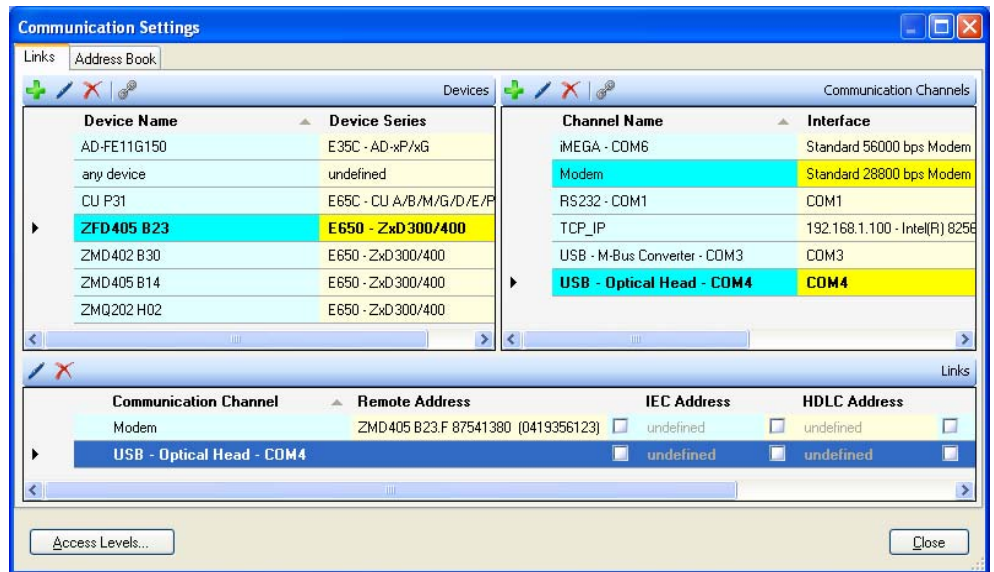 Communication Settings
Links Address Book
Devices
Device Name Device Series
AD-FE11G150 E35C - AD-xP/xG
any device undefined
CU P31 E65C - CU A/B/M/G/D/E/P
ZFD405 B23 E650 - ZxD300/400
ZMD402 B30 E650 - ZxD300/400
ZMD405 B14 E650 - ZxD300/400
ZMQ202 H02 E650 - ZxD300/400
Communication Channels
Channel Name Interface
iMEGA - COM6 Standard 56000 bps Modem
Modem Standard 28800 bps Modem
RS232 - COM1 COM1
TCP_IP 192.168.1.100 - Intel(R) 8256
USB - M-Bus Converter - COM3 COM3
USB - Optical Head - COM4 COM4
Links
Communication Channel Remote Address IEC Address HDLC Address
Modem ZMD405 B23.F 87541380 (0419356123) undefined undefined
USB - Optical Head - COM4 undefined undefined
Access Levels... Close